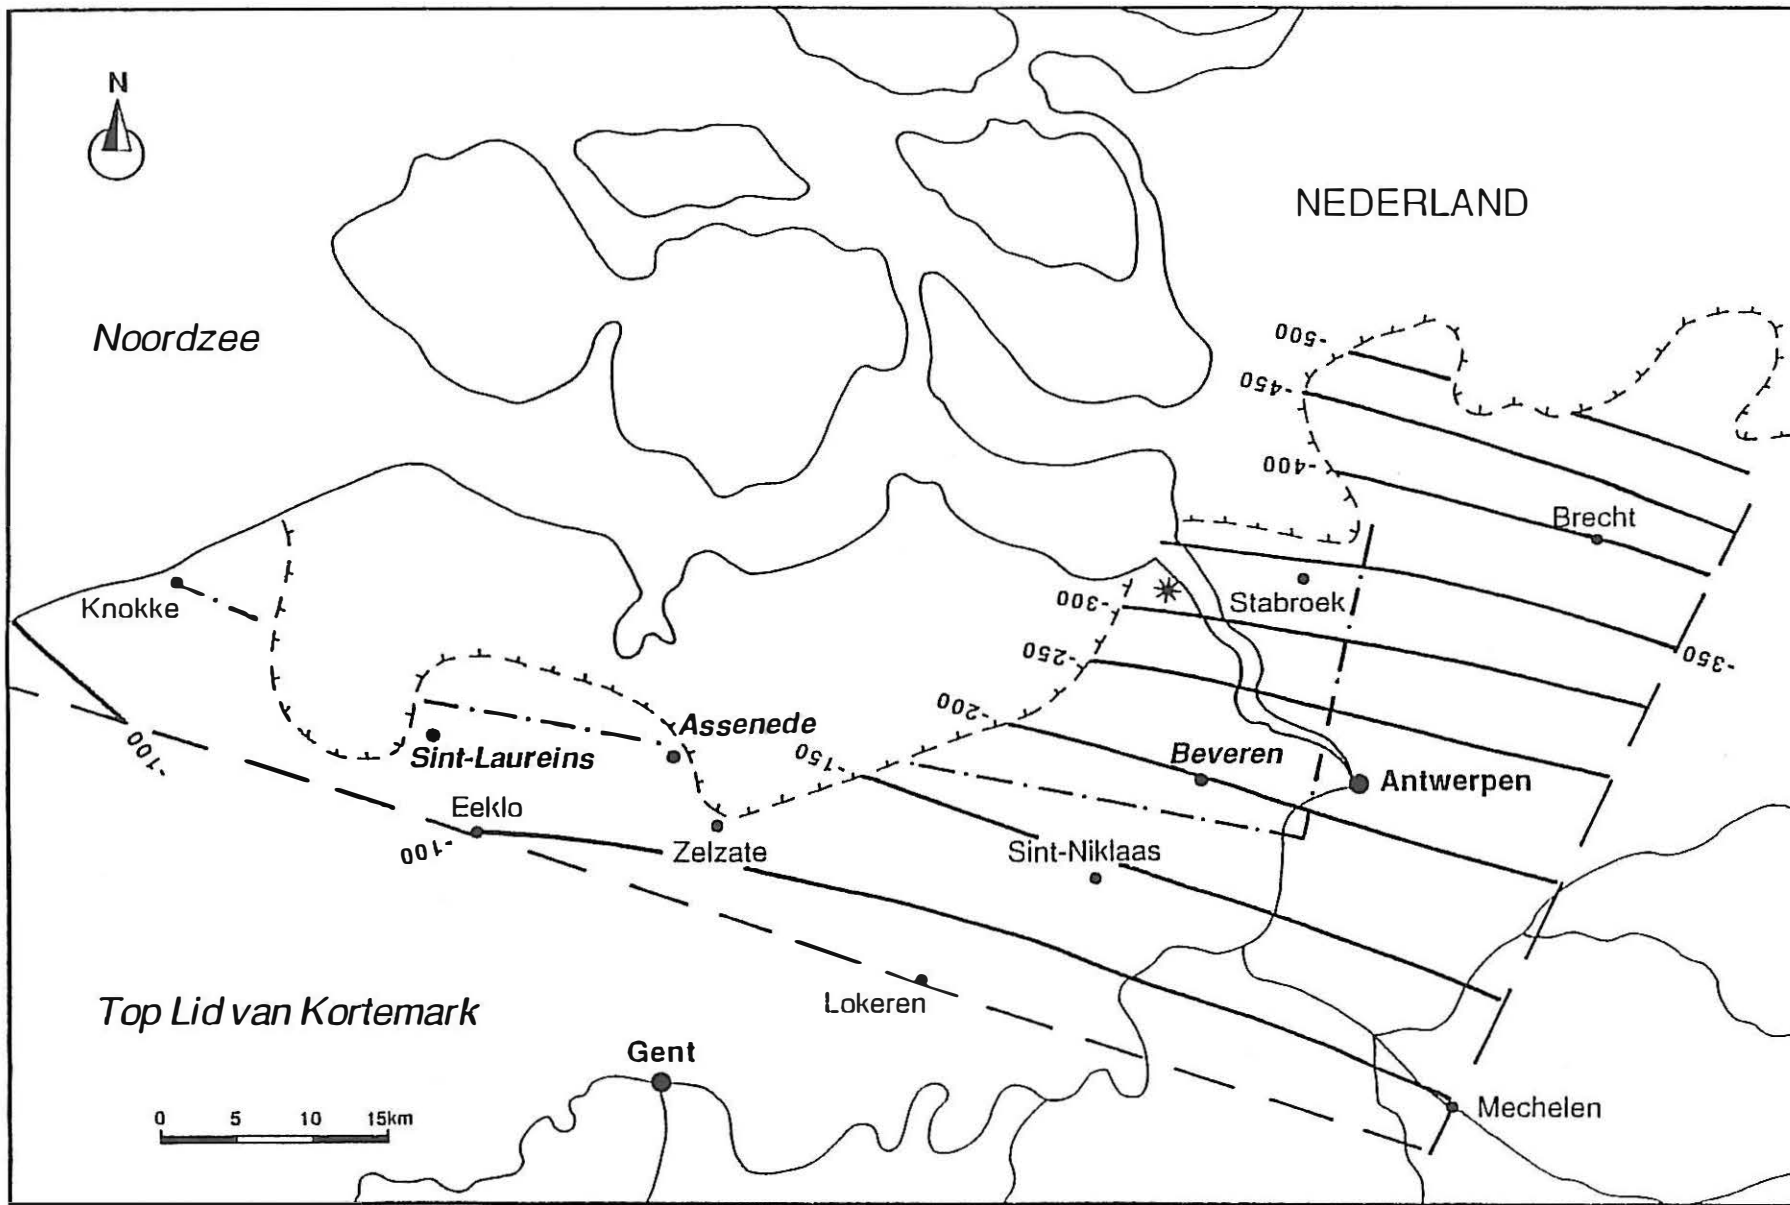 N
NEDERLAND
Noordzee
-500
-450
-400
Brecht
Knokke
Stabroek
-300
-350
-250
-200
Assenede
-150
Beveren
-100
Sint-Laureins
Antwerpen
Eeklo
-100
Zelzate
Sint-Niklaas
Lokeren
Top Lid van Kortemark
Gent
0 5 10 15km
Mechelen